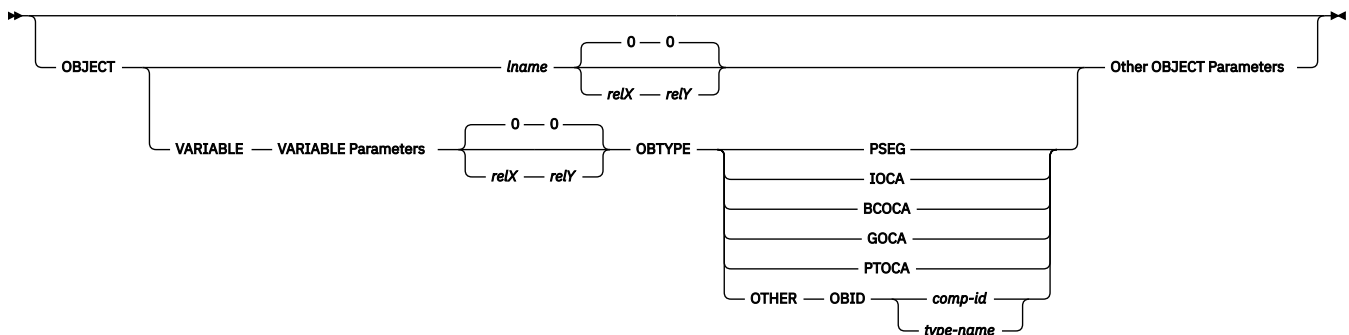 0 0
OBJECT lname relX relY Other OBJECT Parameters
0 0
VARIABLE VARIABLE Parameters relX relY OBTYPE PSEG
IOCA
BCOCA
GOCA
PTOCA
OTHER OBID comp-id
type-name